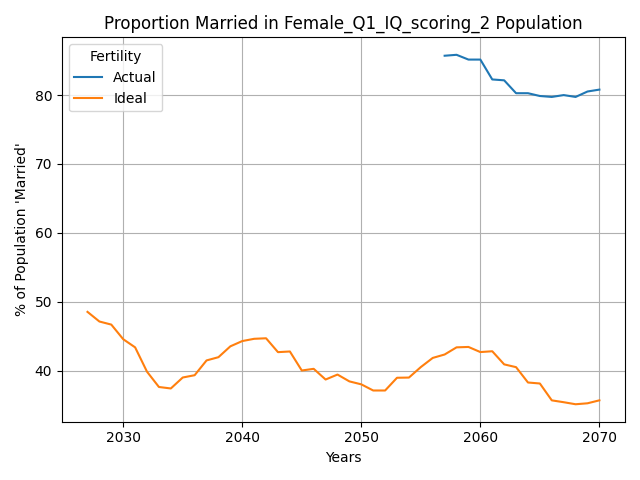 Proportion Married in Female_Q1_IQ_scoring_2 Population
Fertility
Actual
Ideal
% of Population 'Married'
80
70
60
50
40
2030
2040
2050
2060
2070
Years